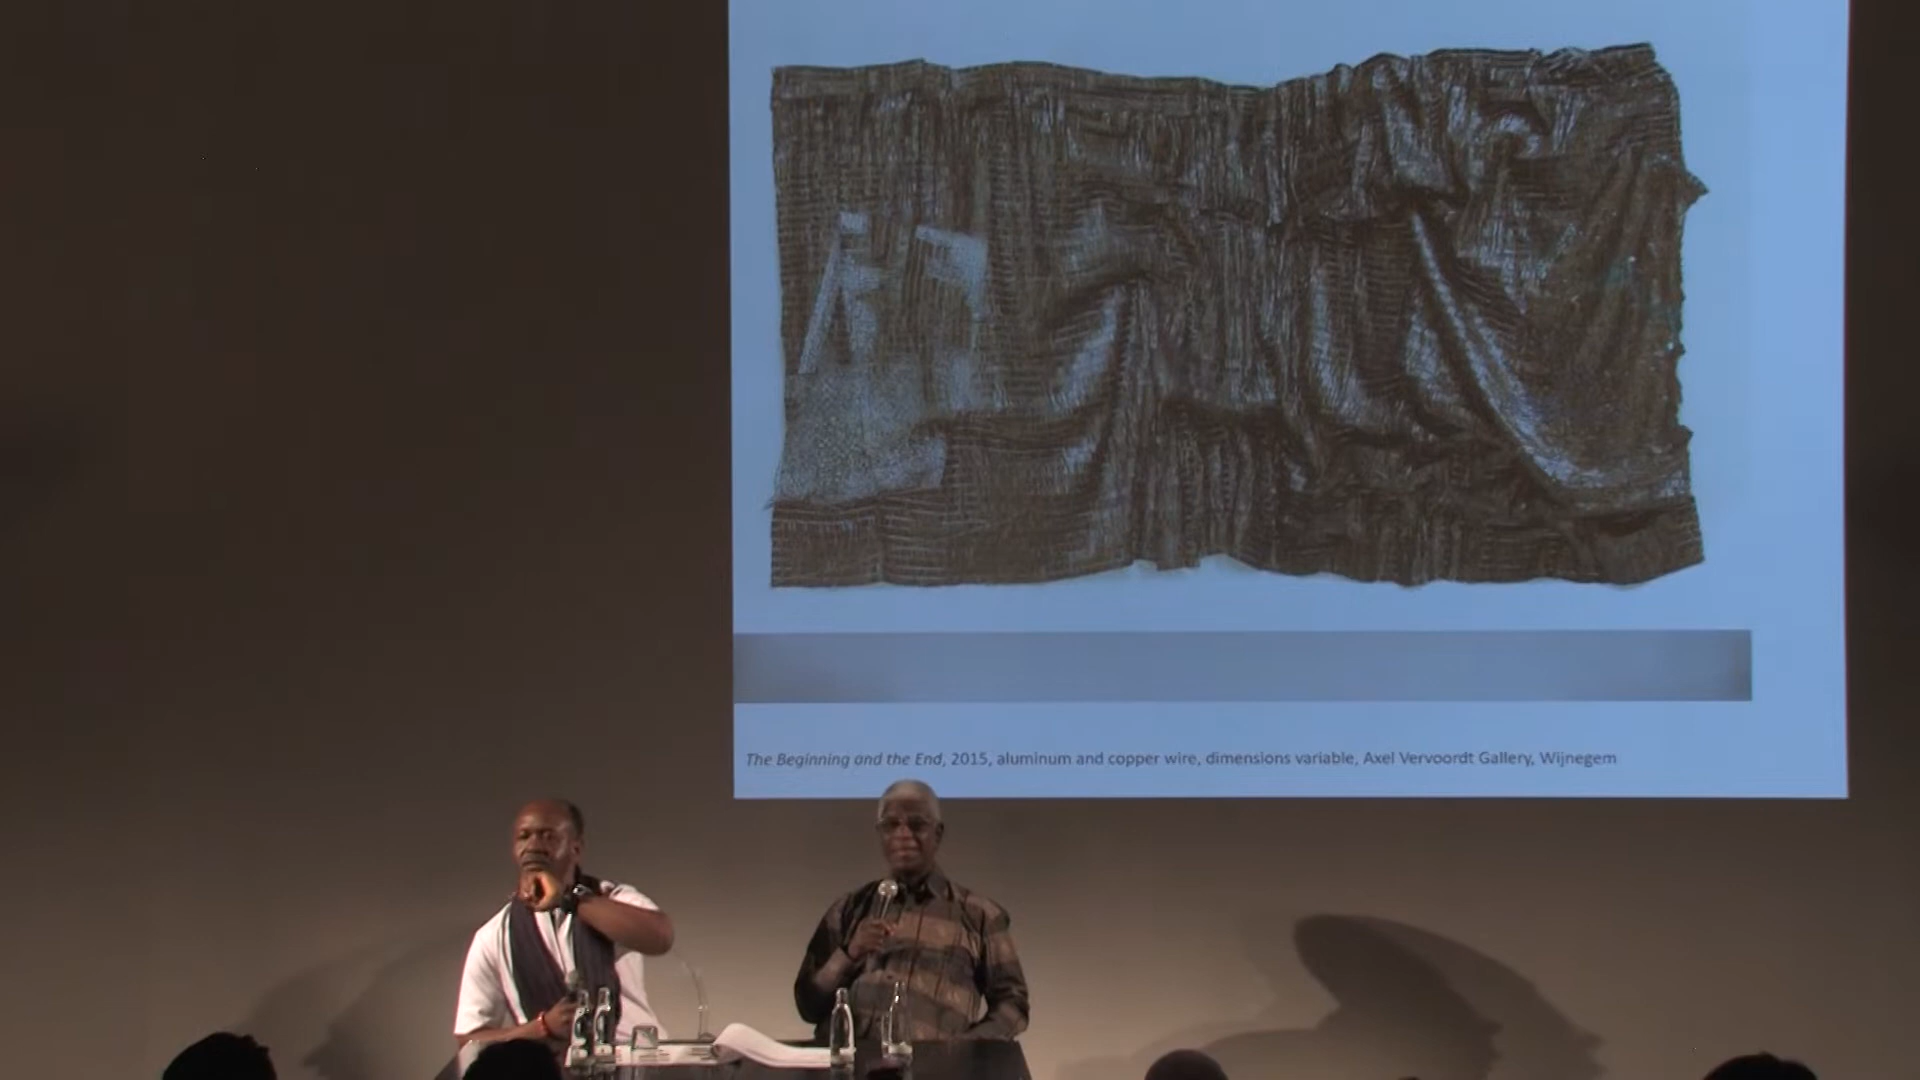 The Beginning and the End, 2015, aluminum and copper wire, dimensions variable, Axel Vervoordt Gallery, Wijnegem